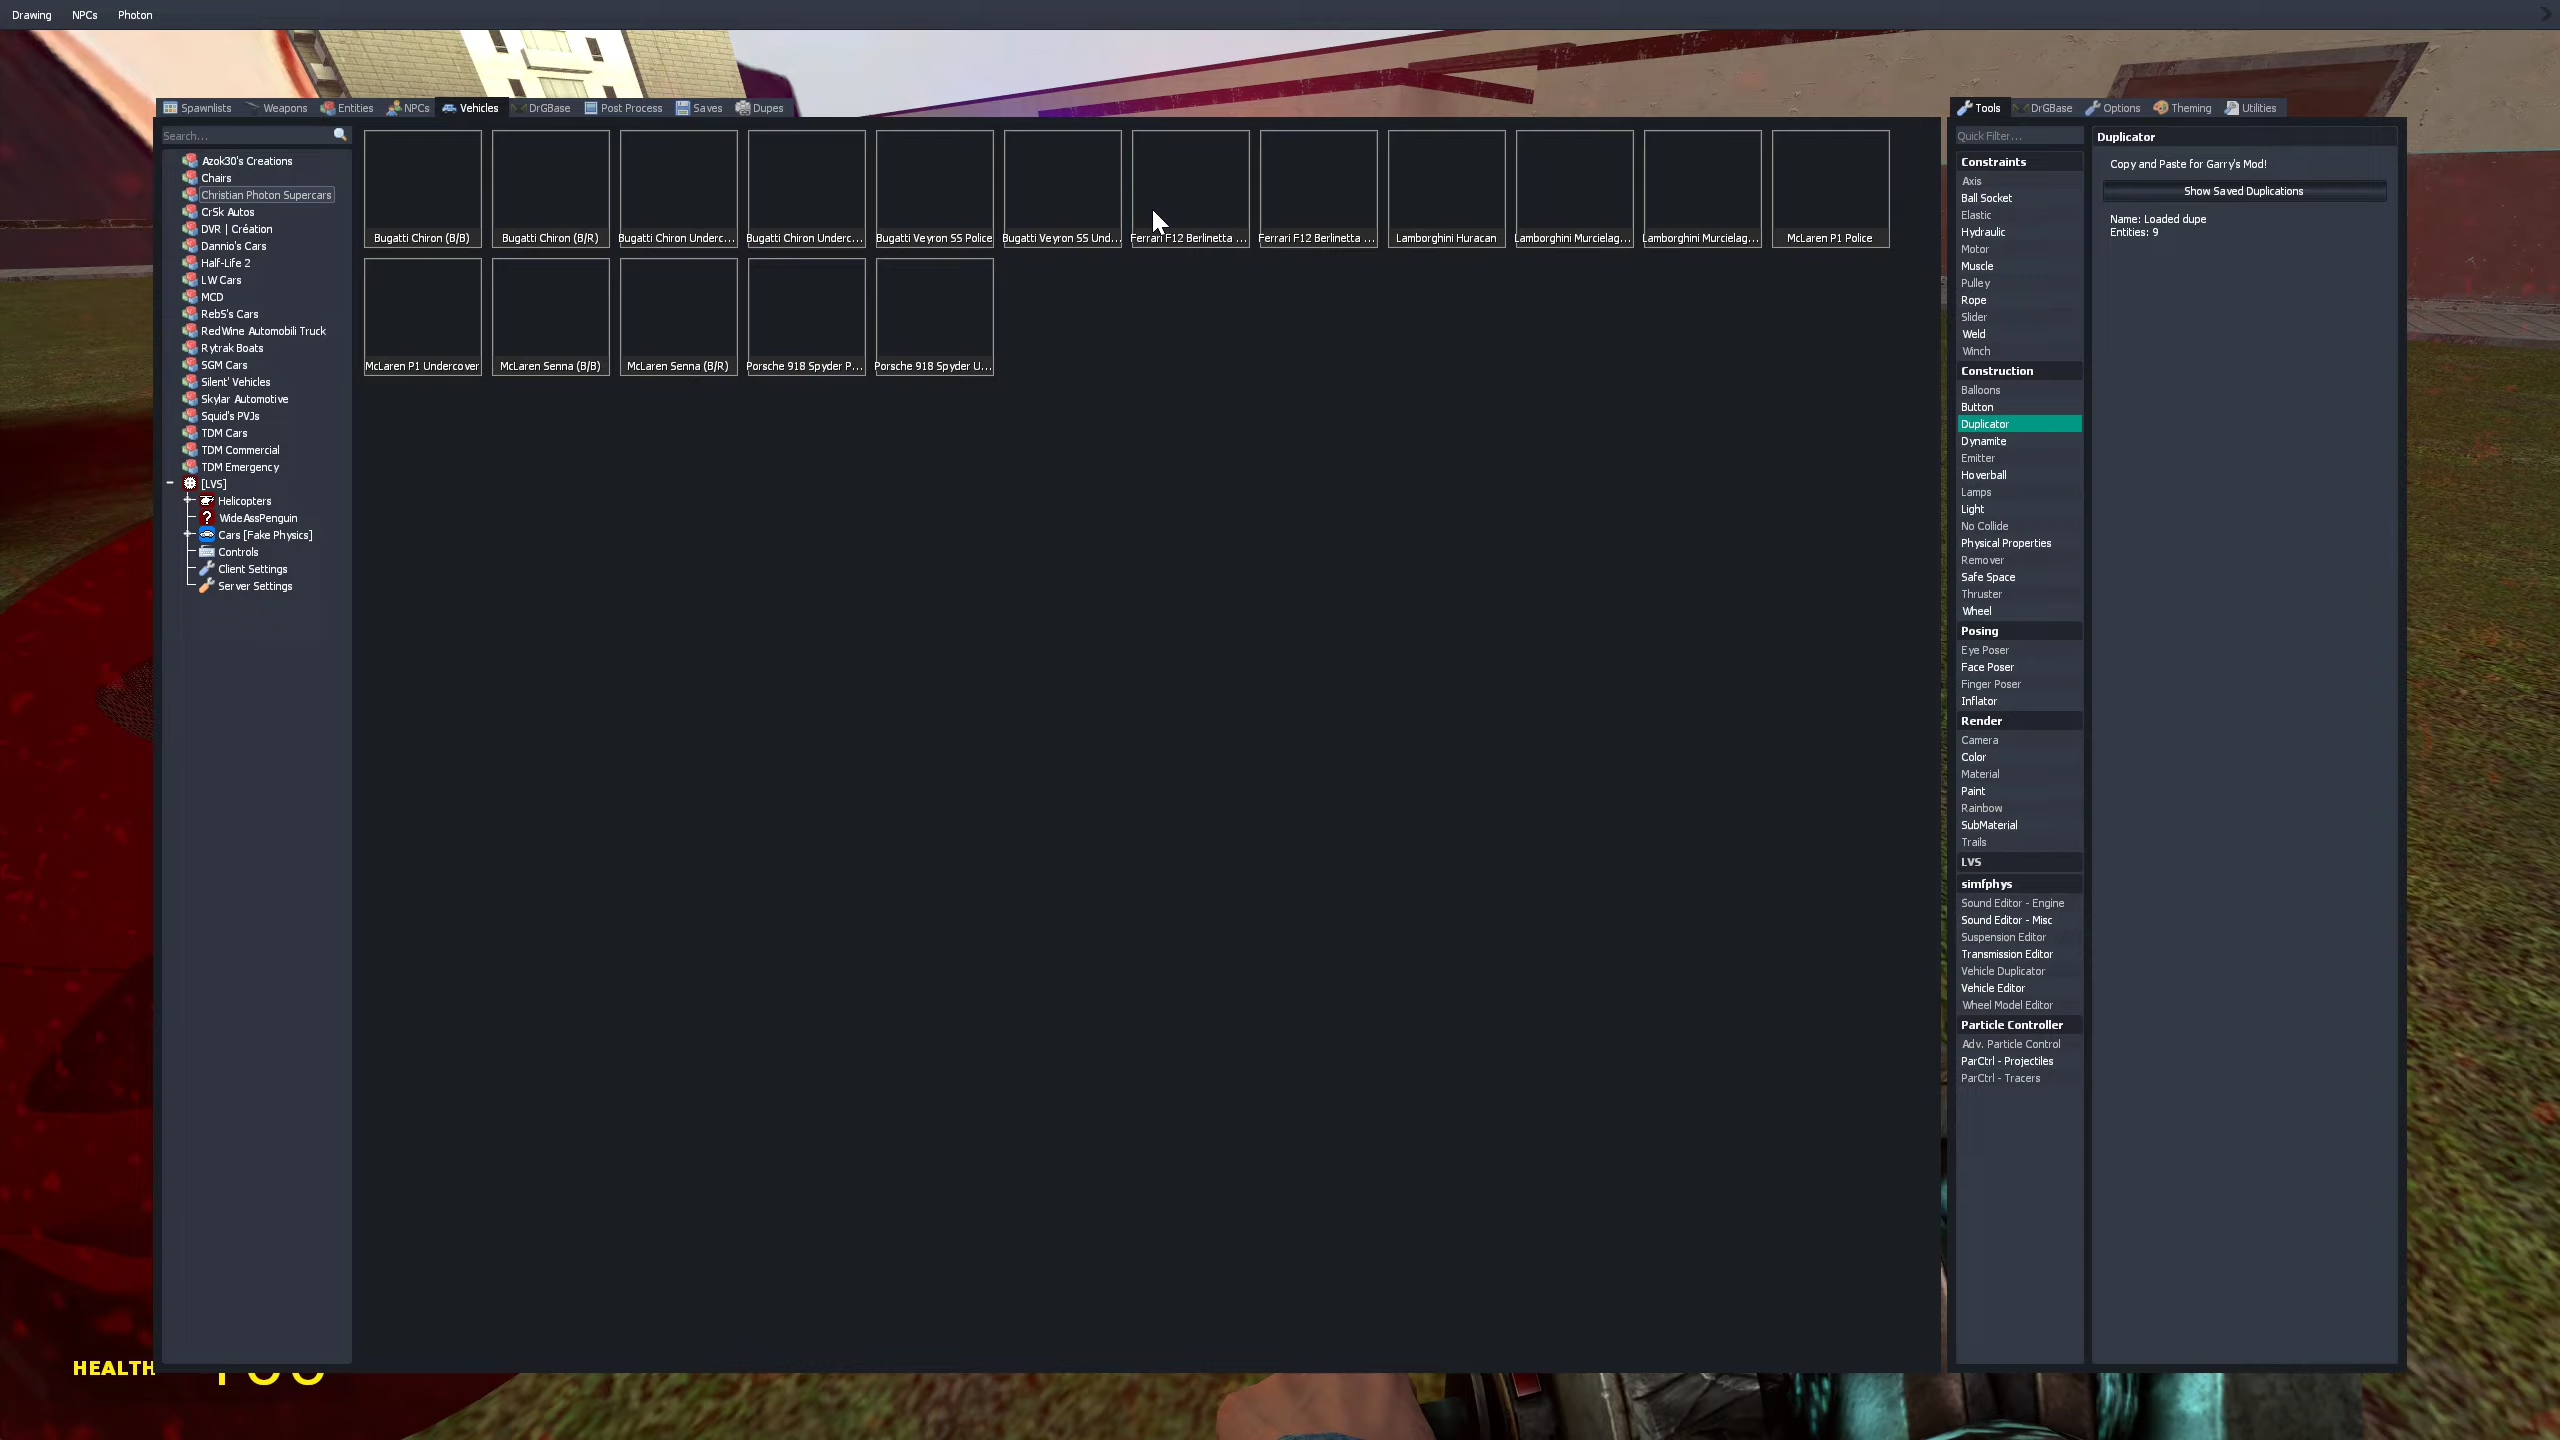 Drawing NPCs Photon
Spawnlists Weapons Entities NPCs Vehicles DrGBase Post Process Saves Dupes
Search...
Azok30's Creations
Chairs
Christian Photon Supercars
CrSk Autos
DVR | Création
Dannio's Cars
Half-Life 2
LW Cars
MCD
RebS's Cars
RedWine Automobili Truck
Rytrak Boats
SGM Cars
Silent' Vehicles
Skylar Automotive
Squid's PVJs
TDM Cars
TDM Commercial
TDM Emergency
[LVS]
Helicopters
WideAssPenguin
Cars [Fake Physics]
Controls
Client Settings
Server Settings
Bugatti Chiron (B/B) Bugatti Chiron (B/R) Bugatti Chiron Underc... Bugatti Chiron Underc... Bugatti Veyron SS Police Bugatti Veyron SS Und... Ferrari F12 Berlinetta ... Ferrari F12 Berlinetta ... Lamborghini Huracan Lamborghini Murcielag... Lamborghini Murcielag... McLaren P1 Police
McLaren P1 Undercover McLaren Senna (B/B) McLaren Senna (B/R) Porsche 918 Spyder P... Porsche 918 Spyder U...
Tools DrGBase Options Theming Utilities
Quick Filter...
Constraints
Axis
Ball Socket
Elastic
Hydraulic
Motor
Muscle
Pulley
Rope
Slider
Weld
Winch
Construction
Balloons
Button
Duplicator
Dynamite
Emitter
Hoverball
Lamps
Light
No Collide
Physical Properties
Remover
Safe Space
Thruster
Wheel
Posing
Eye Poser
Face Poser
Finger Poser
Inflator
Render
Camera
Color
Material
Paint
Rainbow
SubMaterial
Trails
LVS
simfphys
Sound Editor - Engine
Sound Editor - Misc
Suspension Editor
Transmission Editor
Vehicle Duplicator
Vehicle Editor
Wheel Model Editor
Particle Controller
Adv. Particle Control
ParCtrl - Projectiles
ParCtrl - Tracers
Duplicator
Copy and Paste for Garry's Mod!
Show Saved Duplications
Name: Loaded dupe
Entities: 9
HEALTH